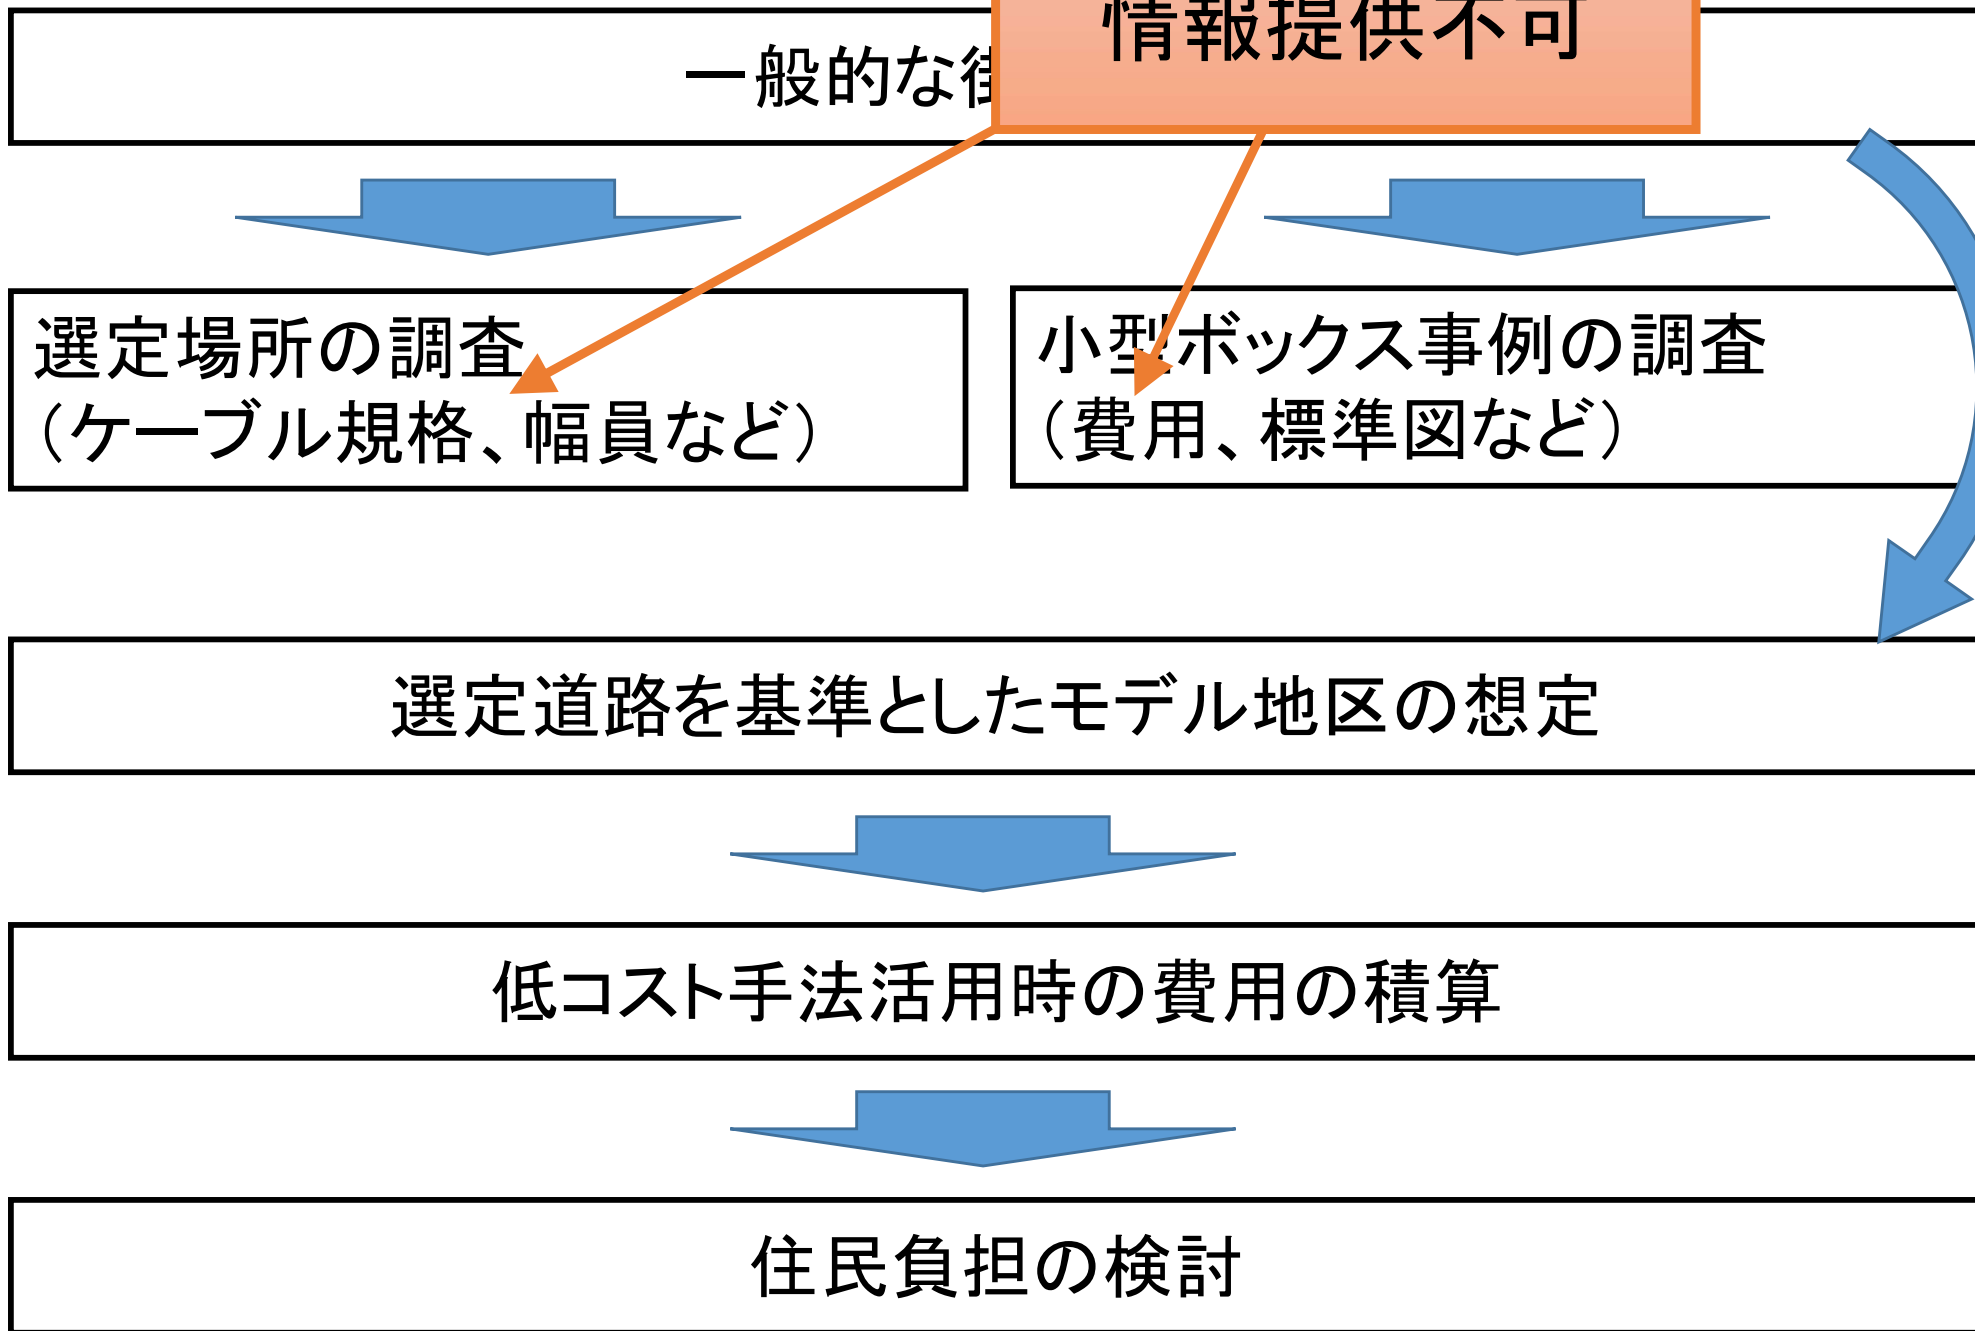 情報提供不可
一般的な
選定場所の調査
（ケーブル規格、幅員など）
小型ボックス事例の調査
（費用、標準図など）
選定道路を基準としたモデル地区の想定
低コスト手法活用時の費用の積算
住民負担の検討